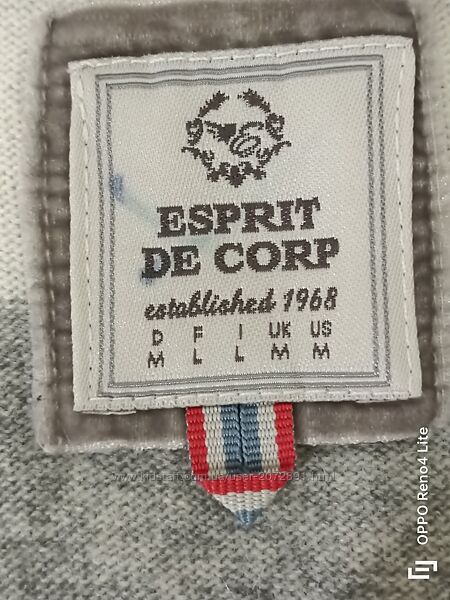 ESPRIT
DE CORP
established 1968
D F I UK US
M L L M M
OPPO Reno4 Lite